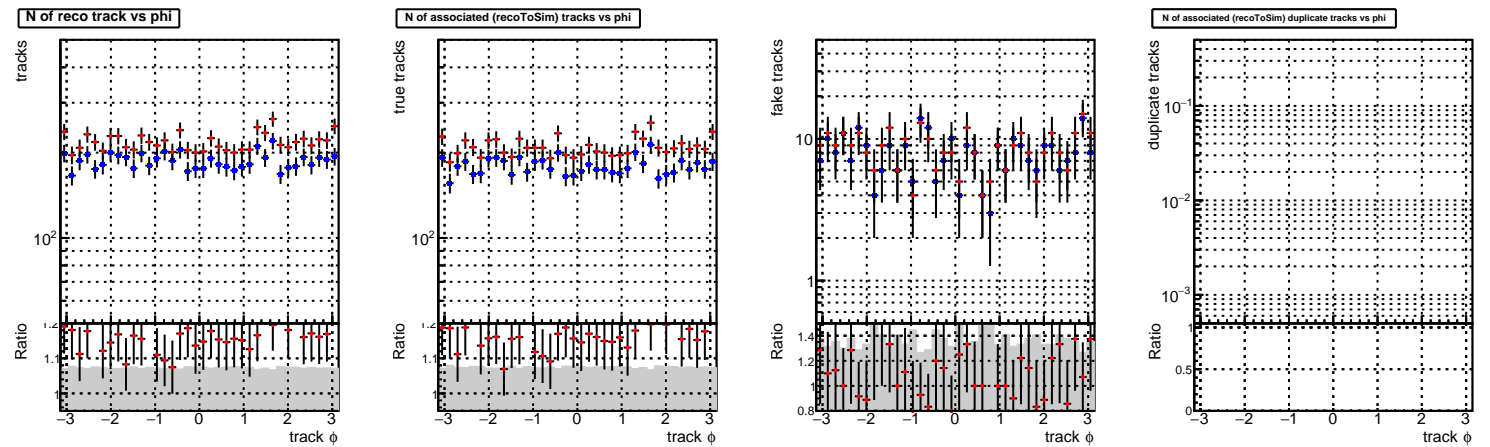 N of reco track vs phi
tracks
10²
Ratio
1.1
1
−3 −2 −1 0 1 2 3
track ϕ
N of associated (recoToSim) tracks vs phi
true tracks
10²
Ratio
1.1
1
−3 −2 −1 0 1 2 3
track ϕ
fake tracks
10
1
Ratio
1.4
1.2
1
0.8
−3 −2 −1 0 1 2 3
track ϕ
N of associated (recoToSim) duplicate tracks vs phi
duplicate tracks
10⁻¹
10⁻²
10⁻³
Ratio
1
0.5
0
−3 −2 −1 0 1 2 3
track ϕ